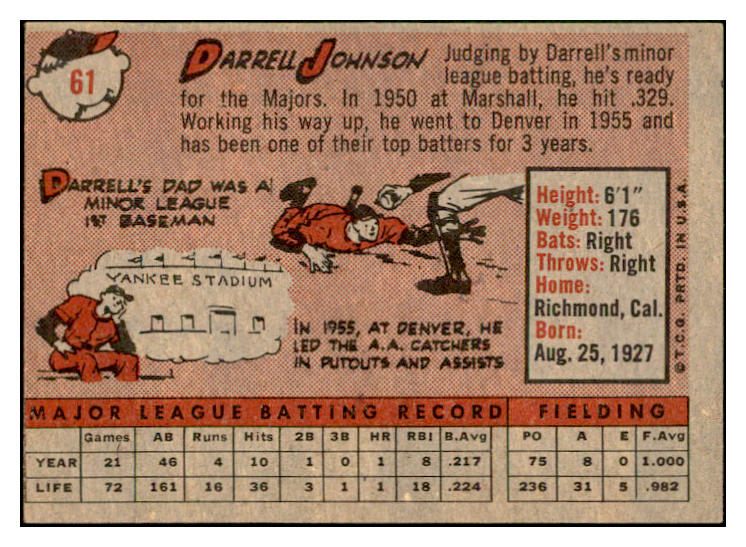 61
DARRELL JOHNSON
Judging by Darrell's minor
league batting, he's ready
for the Majors. In 1950 at Marshall, he hit .329.
Working his way up, he went to Denver in 1955 and
has been one of their top batters for 3 years.
DARRELL'S DAD WAS A
MINOR LEAGUE
1ST BASEMAN
YANKEE STADIUM
IN 1955, AT DENVER, HE
LED THE A.A. CATCHERS
IN PUTOUTS AND ASSISTS
Height: 6'1"
Weight: 176
Bats: Right
Throws: Right
Home:
Richmond, Cal.
Born:
Aug. 25, 1927
© T.C.G. PRTD. IN U.S.A.
MAJOR LEAGUE BATTING RECORD FIELDING
Games AB Runs Hits 2B 3B HR RBI B.Avg PO A E F.Avg
YEAR 21 46 4 10 1 0 1 8 .217 75 8 0 1.000
LIFE 72 161 16 36 3 1 1 18 .224 236 31 5 .982